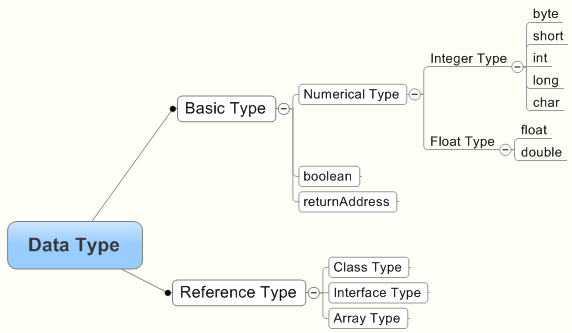 byte
short
int
long
char
Integer Type
Numerical Type
Basic Type
Float Type
float
double
boolean
returnAddress
Data Type
Reference Type
Class Type
Interface Type
Array Type